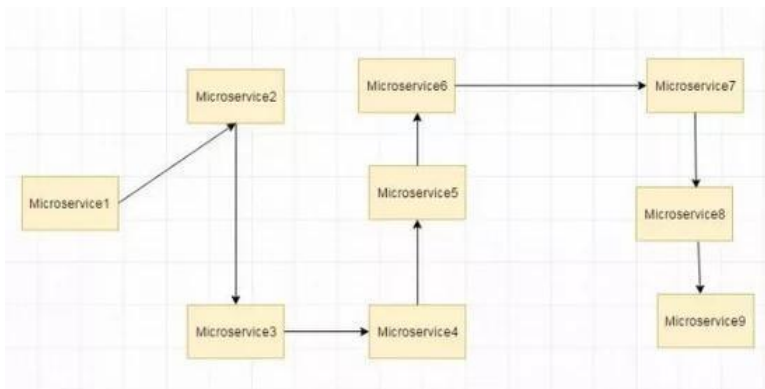 Microservice1
Microservice2
Microservice3
Microservice4
Microservice5
Microservice6
Microservice7
Microservice8
Microservice9